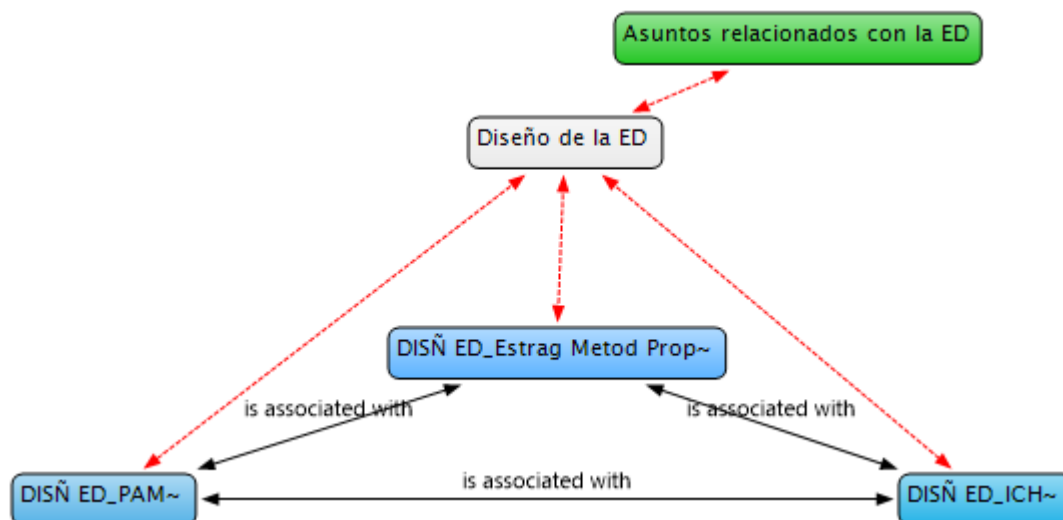 Asuntos relacionados con la ED
Diseño de la ED
DISÑ ED_Estrag Metod Prop~
is associated with
is associated with
is associated with
DISÑ ED_PAM~
DISÑ ED_ICH~